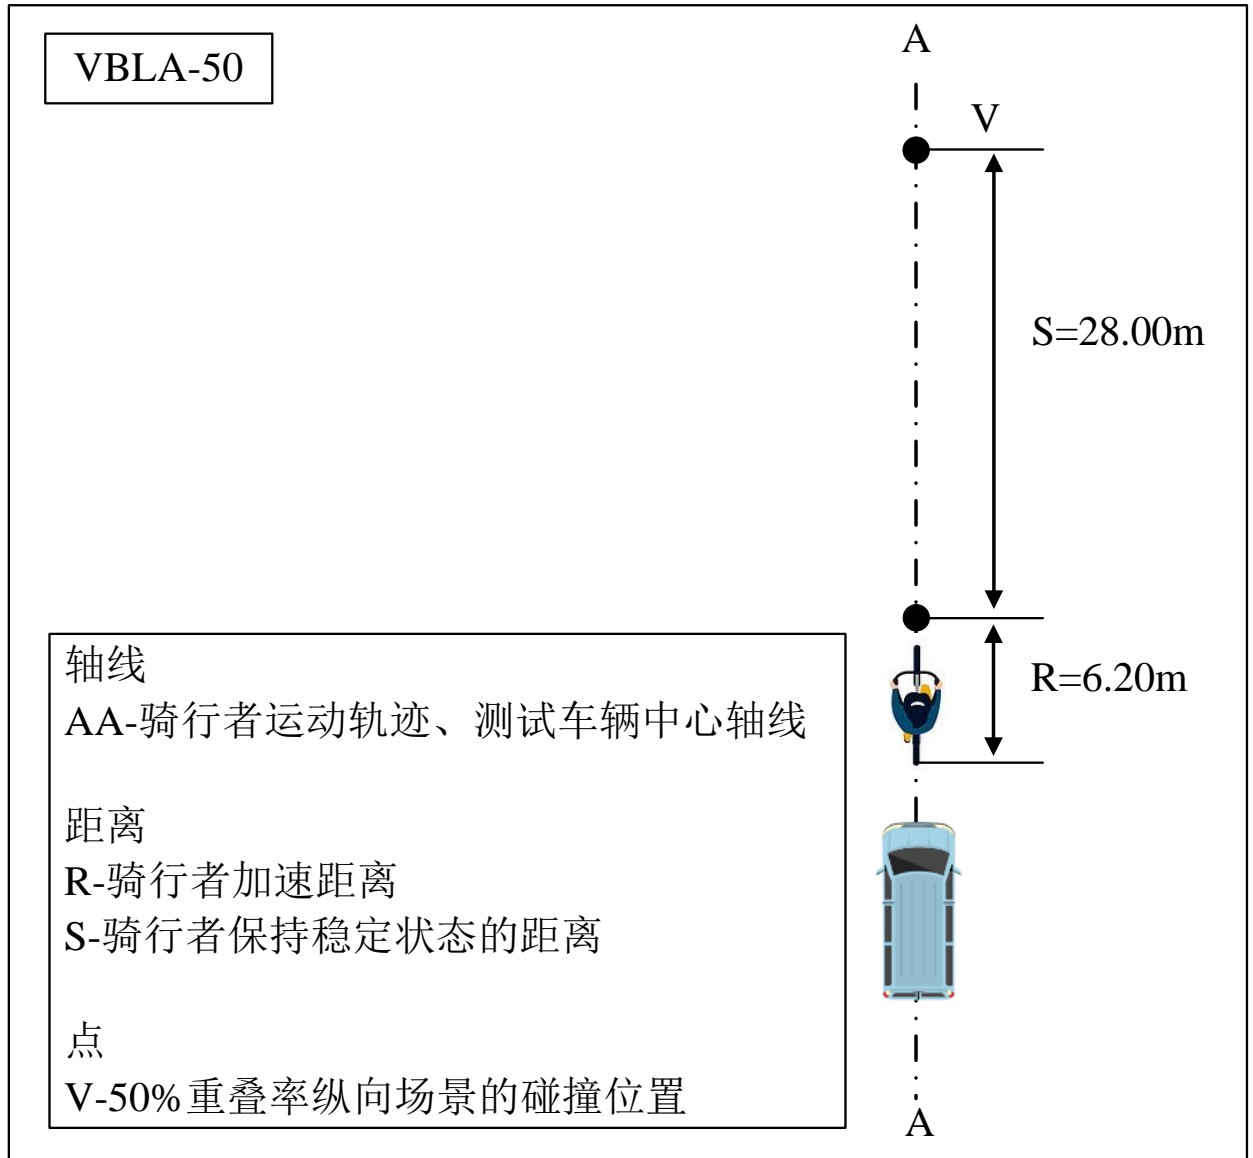 VBLA-50
A
V
S=28.00m
R=6.20m
轴线
AA-骑行者运动轨迹、测试车辆中心轴线
距离
R-骑行者加速距离
S-骑行者保持稳定状态的距离
点
V-50%重叠率纵向场景的碰撞位置
A